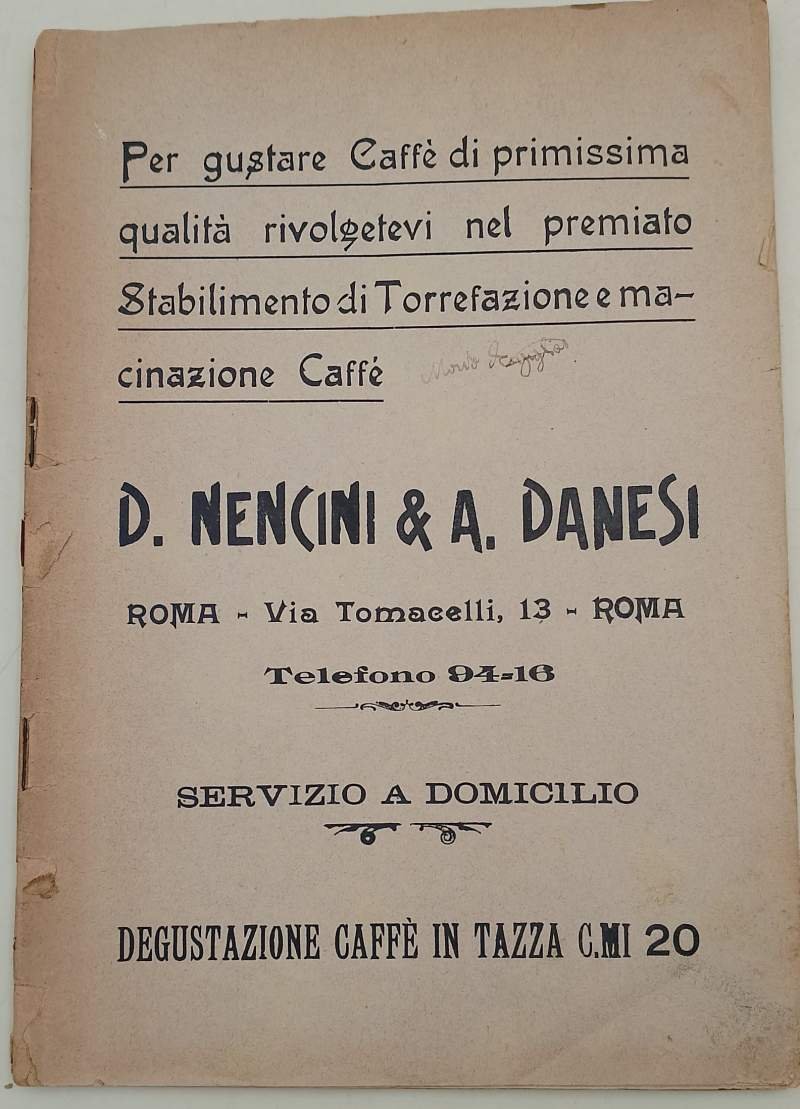 Per gustare Caffè di primissima
qualità rivolgetevi nel premiato
Stabilimento di Torrefazione e ma-
cinazione Caffé
D. NENCINI & A. DANESI
ROMA - Via Tomacelli, 13 - ROMA
Telefono 94-16
SERVIZIO A DOMICILIO
DEGUSTAZIONE CAFFÈ IN TAZZA C.MI 20